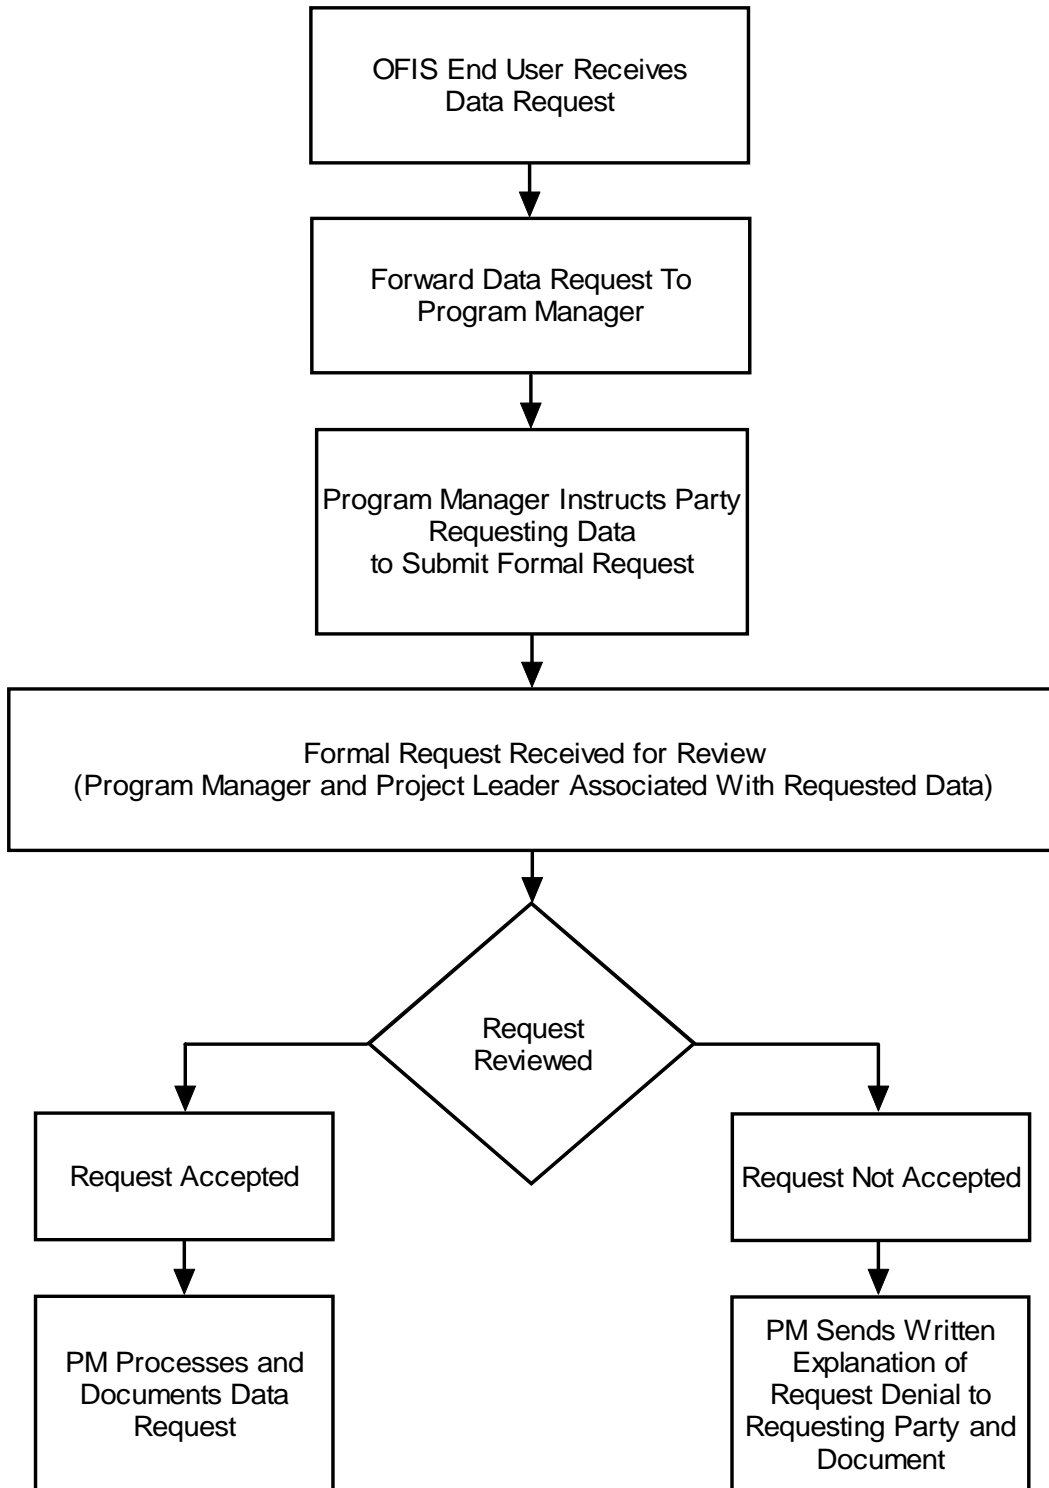 OFIS End User Receives
Data Request
Forward Data Request To
Program Manager
Program Manager Instructs Party
Requesting Data
to Submit Formal Request
Formal Request Received for Review
(Program Manager and Project Leader Associated With Requested Data)
Request
Reviewed
Request Accepted
Request Not Accepted
PM Processes and
Documents Data
Request
PM Sends Written
Explanation of
Request Denial to
Requesting Party and
Document